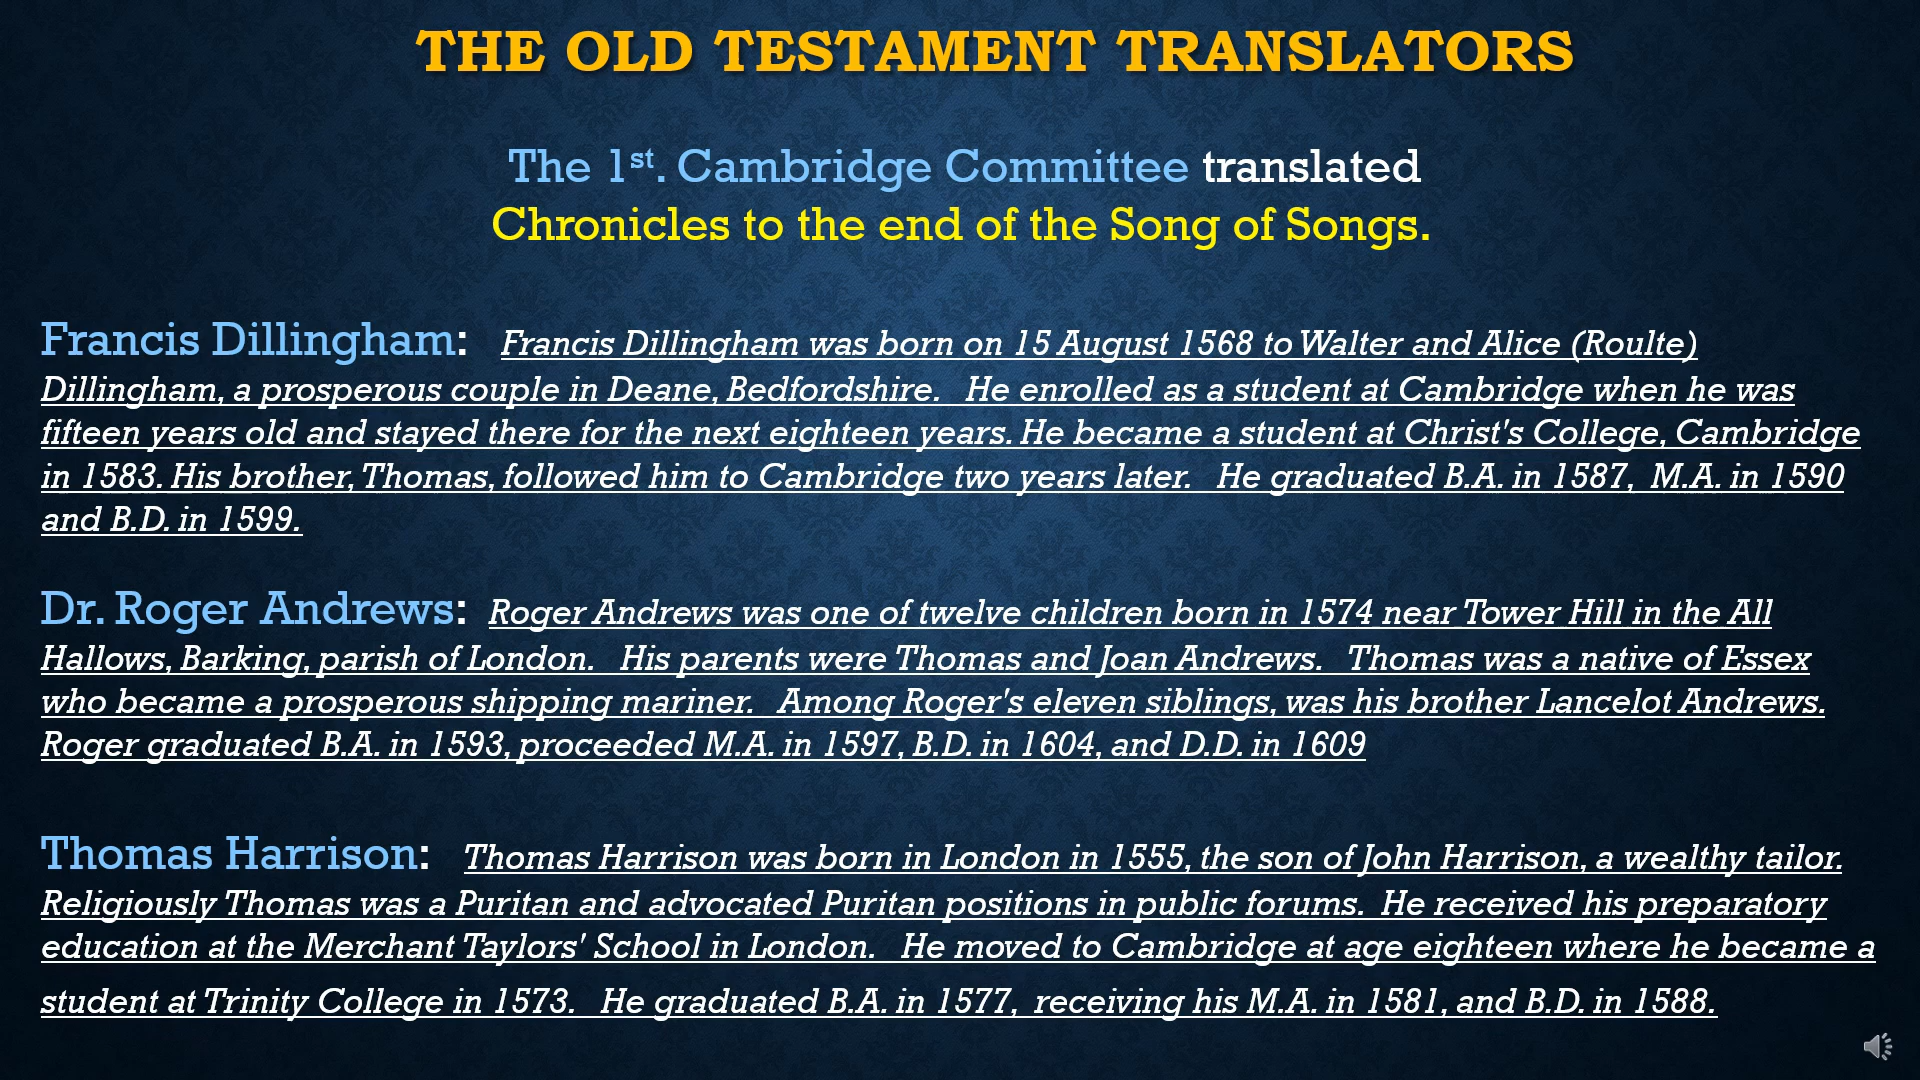 THE OLD TESTAMENT TRANSLATORS
The 1st. Cambridge Committee translated
Chronicles to the end of the Song of Songs.
Francis Dillingham: Francis Dillingham was born on 15 August 1568 to Walter and Alice (Roulte)
Dillingham, a prosperous couple in Deane, Bedfordshire. He enrolled as a student at Cambridge when he was
fifteen years old and stayed there for the next eighteen years. He became a student at Christ's College, Cambridge
in 1583. His brother, Thomas, followed him to Cambridge two years later. He graduated B.A. in 1587, M.A. in 1590
and B.D. in 1599.
Dr. Roger Andrews: Roger Andrews was one of twelve children born in 1574 near Tower Hill in the All
Hallows, Barking, parish of London. His parents were Thomas and Joan Andrews. Thomas was a native of Essex
who became a prosperous shipping mariner. Among Roger's eleven siblings, was his brother Lancelot Andrews.
Roger graduated B.A. in 1593, proceeded M.A. in 1597, B.D. in 1604, and D.D. in 1609
Thomas Harrison: Thomas Harrison was born in London in 1555, the son of John Harrison, a wealthy tailor.
Religiously Thomas was a Puritan and advocated Puritan positions in public forums. He received his preparatory
education at the Merchant Taylors' School in London. He moved to Cambridge at age eighteen where he became a
student at Trinity College in 1573. He graduated B.A. in 1577, receiving his M.A. in 1581, and B.D. in 1588.